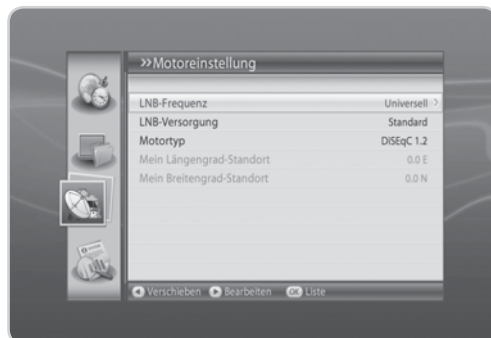 »Motoreinstellung
LNB-Frequenz Universell >
LNB-Versorgung Standard
Motortyp DISEqC 1.2
Mein Längengrad-Standort 0.0 E
Mein Breitengrad-Standort 0.0 N
Verschieben Bearbeiten OK Liste